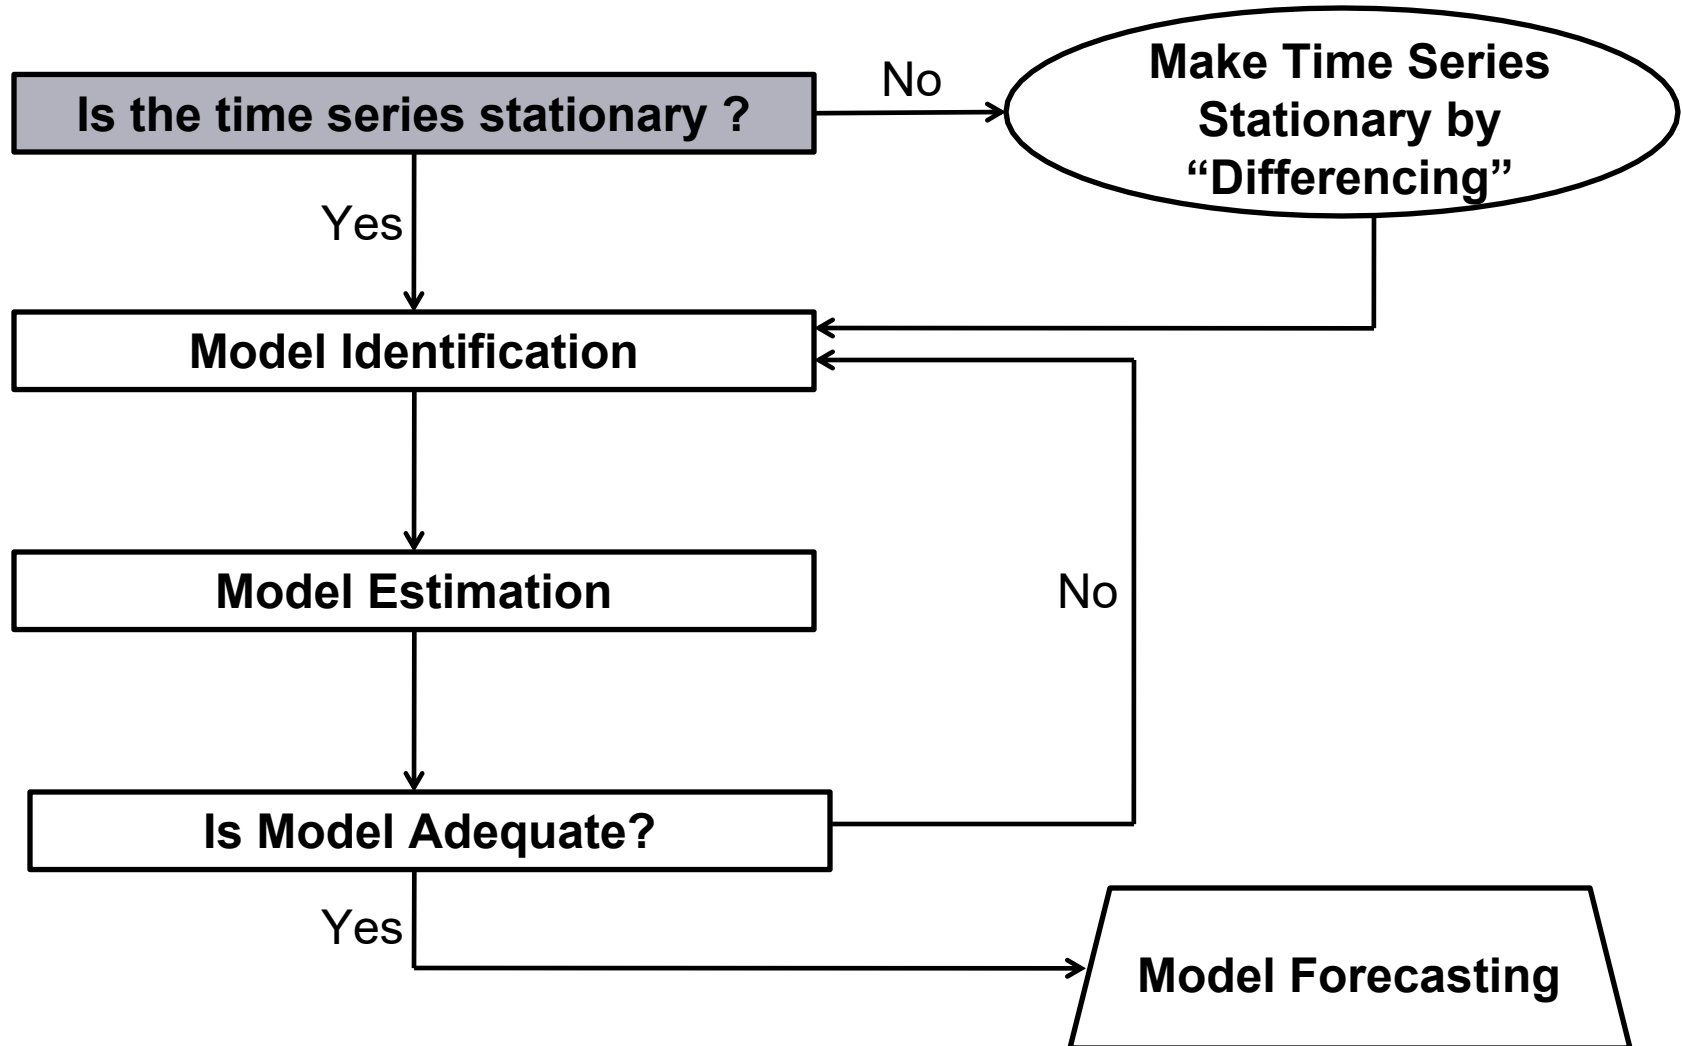 Is the time series stationary ?
No
Make Time Series
Stationary by
“Differencing”
Yes
Model Identification
Model Estimation
No
Is Model Adequate?
Yes
Model Forecasting